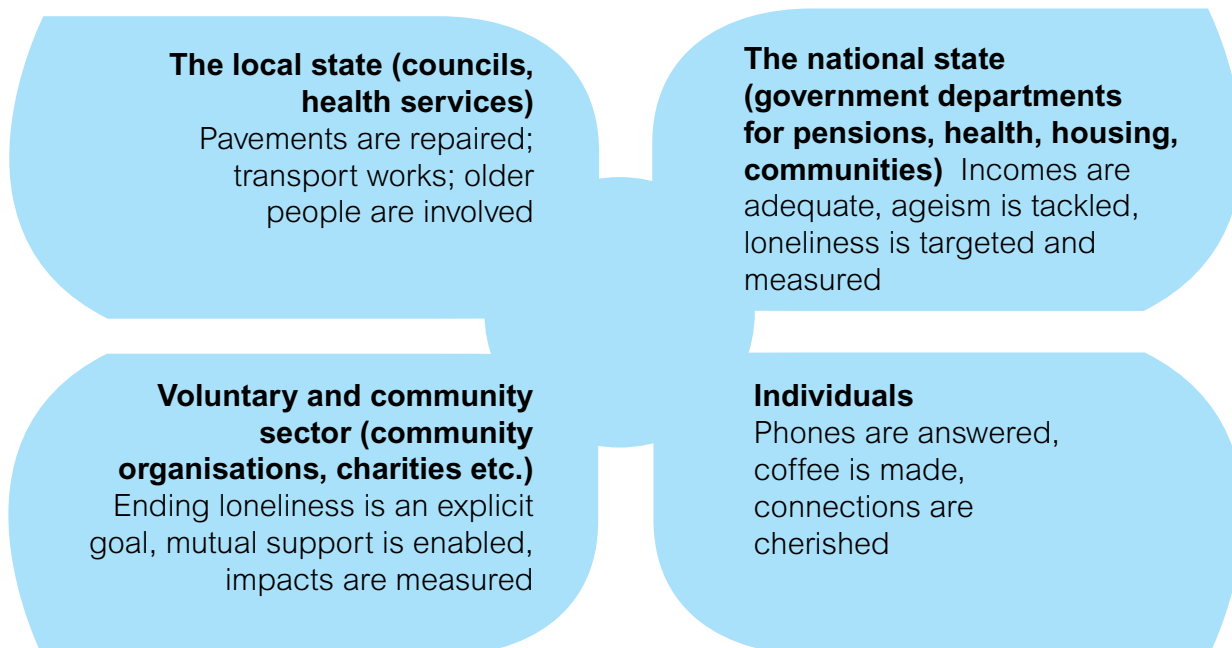 The local state (councils,
health services)
Pavements are repaired;
transport works; older
people are involved
The national state
(government departments
for pensions, health, housing,
communities) Incomes are
adequate, ageism is tackled,
loneliness is targeted and
measured
Voluntary and community
sector (community
organisations, charities etc.)
Ending loneliness is an explicit
goal, mutual support is enabled,
impacts are measured
Individuals
Phones are answered,
coffee is made,
connections are
cherished